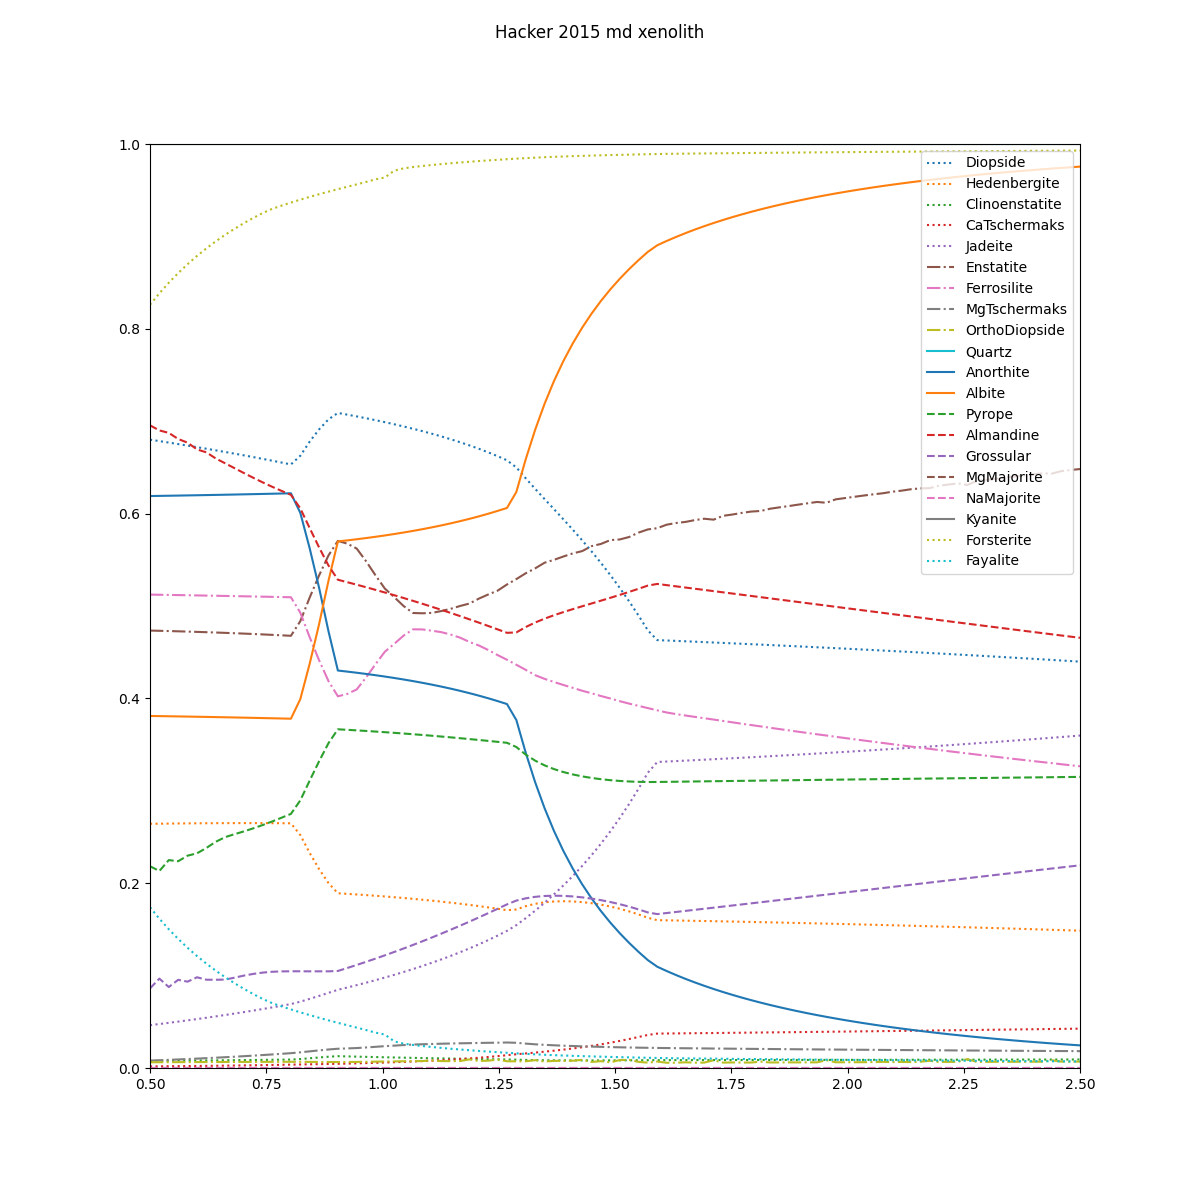 Hacker 2015 md xenolith
1.0
0.8
0.6
0.4
0.2
0.0
0.50
0.75
1.00
1.25
1.50
1.75
2.00
2.25
2.50
Diopside
Hedenbergite
Clinoenstatite
CaTschermaks
Jadeite
Enstatite
Ferrosilite
MgTschermaks
OrthoDiopside
Quartz
Anorthite
Albite
Pyrope
Almandine
Grossular
MgMajorite
NaMajorite
Kyanite
Forsterite
Fayalite